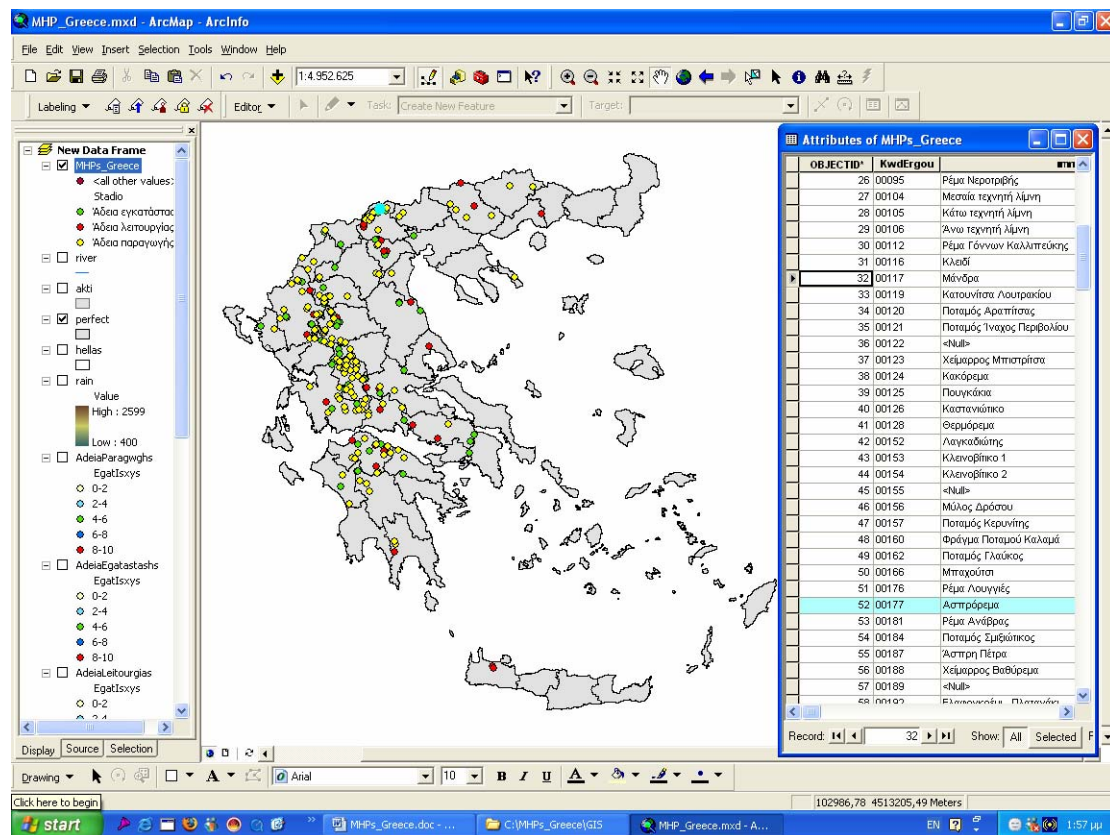 MHP_Greece.mxd - ArcMap - ArcInfo
File Edit View Insert Selection Tools Window Help
1:4.952.625
Labeling Editor Task: Create New Feature Target:
New Data Frame
MHPs_Greece
<all other values>
Stadio
Άδεια εγκατάστας
Άδεια λειτουργίας
Άδεια παραγωγής
river
akti
perfect
hellas
rain
Value
High : 2599
Low : 400
AdeiaParagwghs
EgatIsxys
0-2
2-4
4-6
6-8
8-10
AdeiaEgatastashs
EgatIsxys
0-2
2-4
4-6
6-8
8-10
AdeiaLeitourgias
EgatIsxys
0-2
2-4
Display Source Selection
Attributes of MHPs_Greece
OBJECTID* KwdErgou
26 00095 Ρέμα Νεροτριβής
27 00104 Μεσαία τεχνητή λίμνη
28 00105 Κάτω τεχνητή λίμνη
29 00106 Άνω τεχνητή λίμνη
30 00112 Ρέμα Γόννων Καλλιπεύκης
31 00116 Κλειδί
32 00117 Μάνδρα
33 00119 Κατουνίτσα Λουτρακίου
34 00120 Ποταμός Αραπίτσας
35 00121 Ποταμός Ίναχος Περιβολίου
36 00122 <Null>
37 00123 Χείμαρρος Μπιστρίτσα
38 00124 Κακόρεμα
39 00125 Πουγκάκια
40 00126 Καστανιώτικο
41 00128 Θερμόρεμα
42 00152 Λαγκαδιώτης
43 00153 Κλεινοβίτικο 1
44 00154 Κλεινοβίτικο 2
45 00155 <Null>
46 00156 Μύλος Δρόσου
47 00157 Ποταμός Κερυνίτης
48 00160 Φράγμα Ποταμού Καλαμά
49 00162 Ποταμός Γλαύκος
50 00166 Μπαχούτσι
51 00176 Ρέμα Λουγγιές
52 00177 Ασπρόρεμα
53 00181 Ρέμα Ανάβρας
54 00184 Ποταμός Σμιξιώτικος
55 00187 Άσπρη Πέτρα
56 00188 Χείμαρρος Βαθύρεμα
57 00189 <Null>
58 00192
Record: 32 Show: All Selected
Drawing A Arial 10 B I U A
Click here to begin
102986,78 4513205,49 Meters
start MHPs_Greece.doc - ... C:\MHPs_Greece\GIS MHP_Greece.mxd - A... EN 1:57 μμ